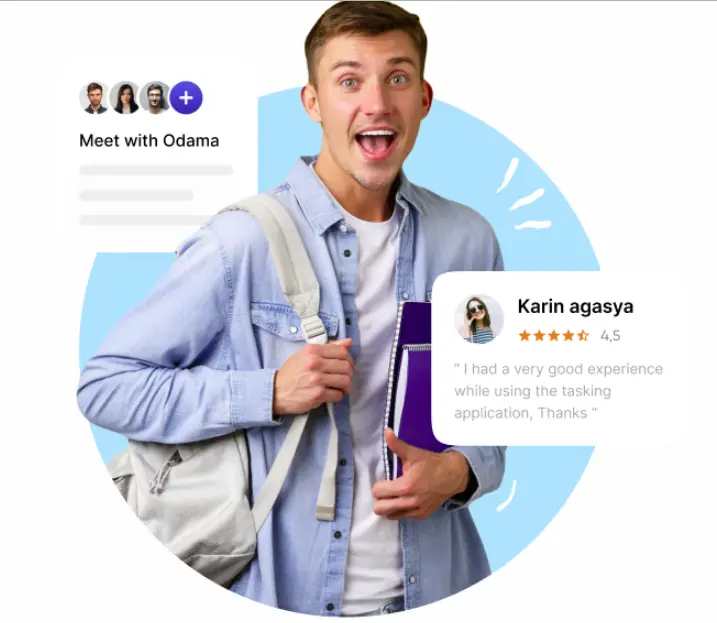 Meet with Odama
Karin agasya
4,5
“ I had a very good experience
while using the tasking
application, Thanks ”